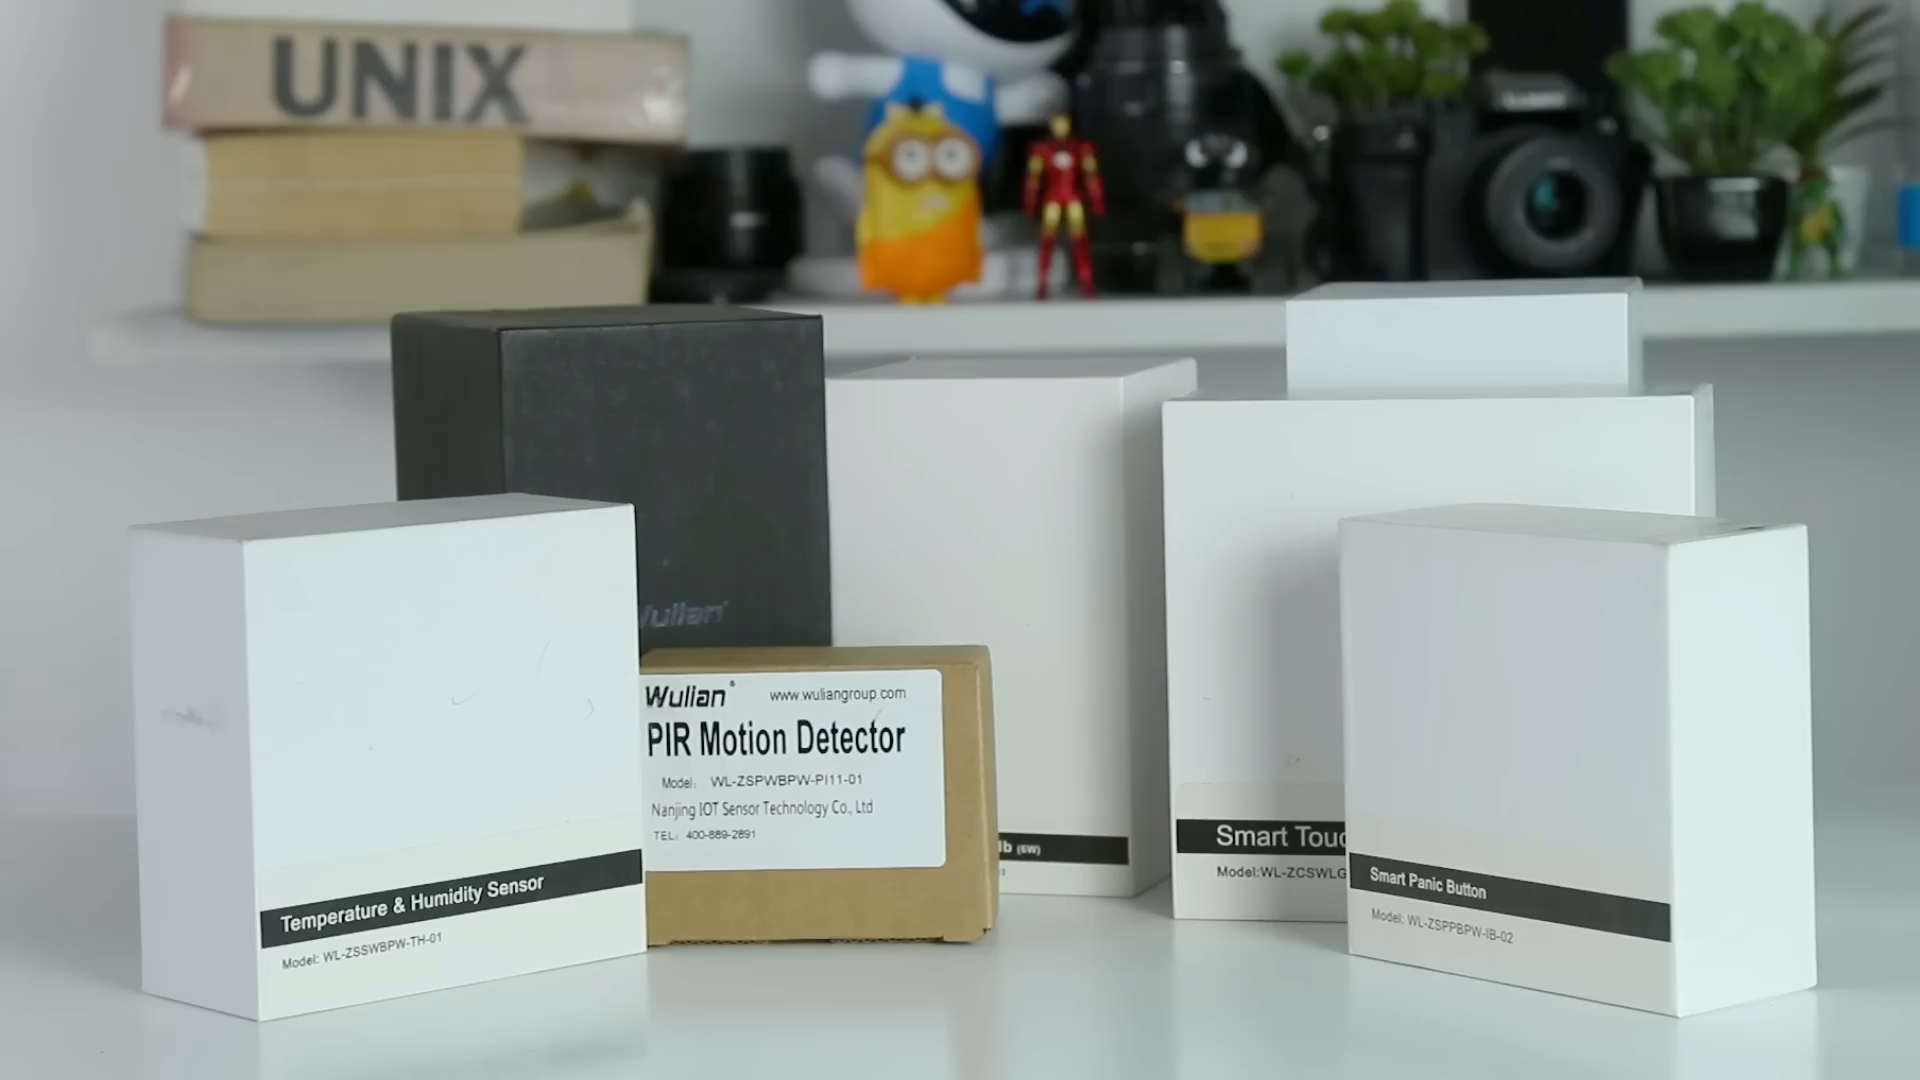 UNIX
LUMIX
Wulian
Wulian® www.wuliangroup.com
PIR Motion Detector
Model: WL-ZSPWBPW-PI11-01
Nanjing IOT Sensor Technology Co., Ltd
TEL: 400-889-2891
Temperature & Humidity Sensor
Model: WL-ZSSWBPW-TH-01
lb (6W)
Smart Touc
Model:WL-ZCSWLG
Smart Panic Button
Model: WL-ZSPPBPW-IB-02